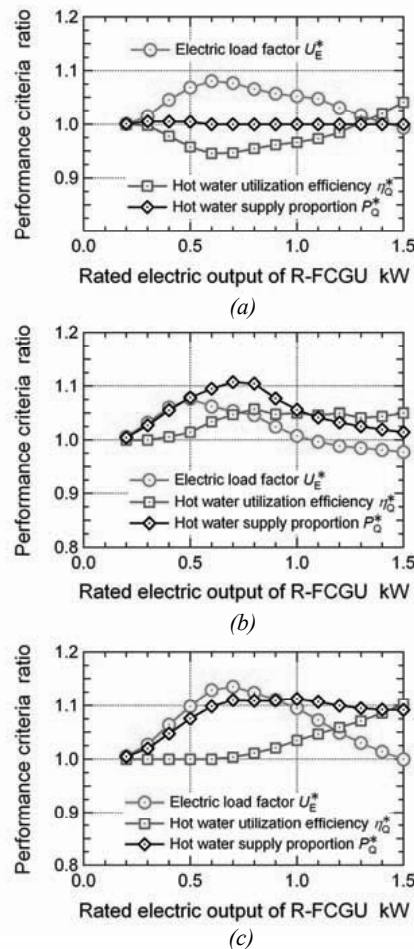 1.2
Electric load factor U*E
1.1
1.0
0.9
Hot water utilization efficiency η*Q
Hot water supply proportion P*Q
0.0 0.5 1.0 1.5
Performance criteria ratio
Rated electric output of R-FCGU kW
(a)
1.2
1.1
1.0
0.9
Electric load factor U*E
Hot water utilization efficiency η*Q
Hot water supply proportion P*Q
0.8
0.0 0.5 1.0 1.5
Performance criteria ratio
Rated electric output of R-FCGU kW
(b)
1.2
1.1
1.0
0.9
Electric load factor U*E
Hot water utilization efficiency η*Q
Hot water supply proportion P*Q
0.8
0.0 0.5 1.0 1.5
Performance criteria ratio
Rated electric output of R-FCGU kW
(c)